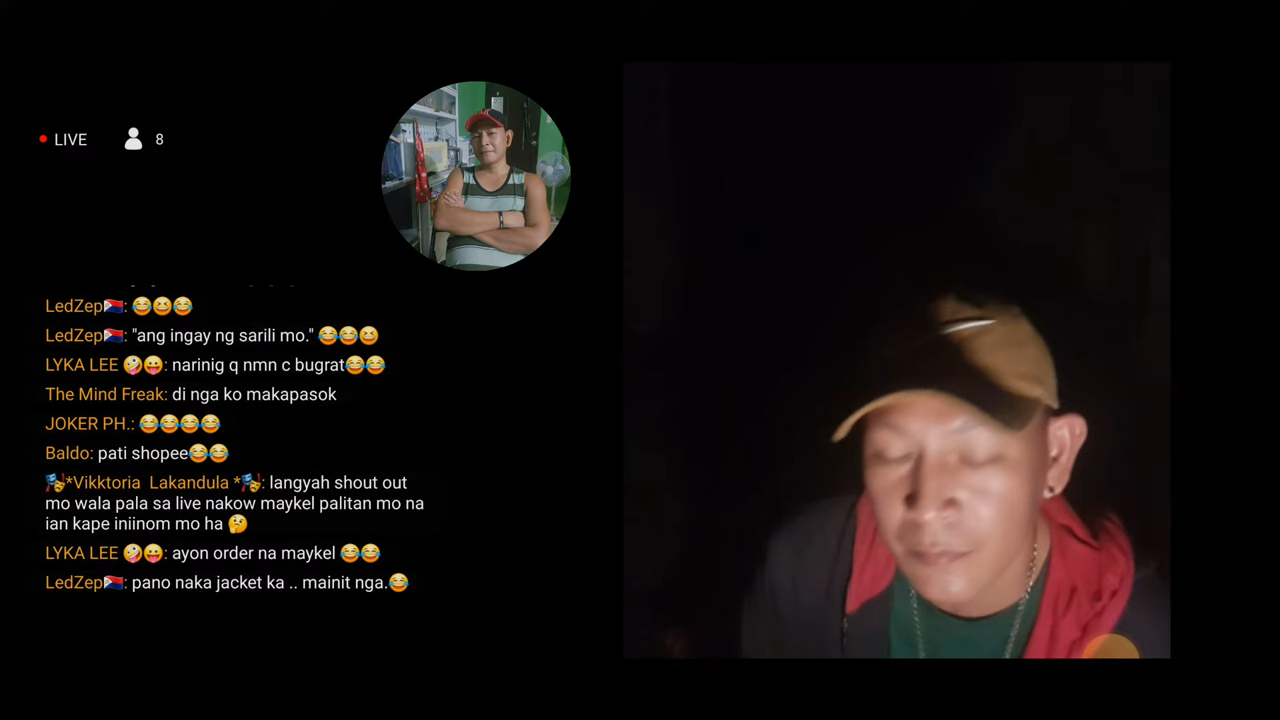 LIVE 8
LedZep🇵🇭: 😂😆😂
LedZep🇵🇭: "ang ingay ng sarili mo." 😂😂😆
LYKA LEE 🤪😛: narinig q nmn c bugrat😂😂
The Mind Freak: di nga ko makapasok
JOKER PH.: 😂😂😂😂
Baldo: pati shopee😂😂
🎭*Vikktoria Lakandula *🎭: langyah shout out
mo wala pala sa live nakow maykel palitan mo na
ian kape iniinom mo ha 🤔
LYKA LEE 🤪😛: ayon order na maykel 😂😂
LedZep🇵🇭: pano naka jacket ka .. mainit nga.😂